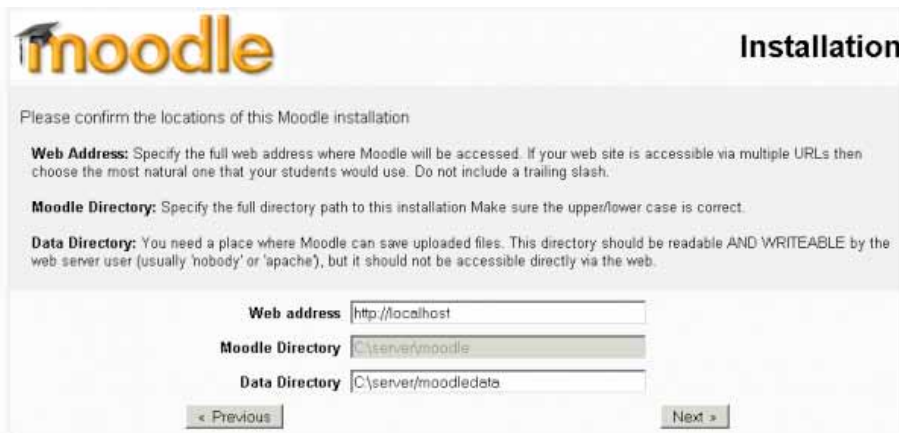 moodle
Installation
Please confirm the locations of this Moodle installation
Web Address: Specify the full web address where Moodle will be accessed. If your web site is accessible via multiple URLs then
choose the most natural one that your students would use. Do not include a trailing slash.
Moodle Directory: Specify the full directory path to this installation Make sure the upper/lower case is correct.
Data Directory: You need a place where Moodle can save uploaded files. This directory should be readable AND WRITEABLE by the
web server user (usually 'nobody' or 'apache'), but it should not be accessible directly via the web.
Web address http://localhost
Moodle Directory C:\server\moodle
Data Directory C:\server/moodledata
« Previous
Next »